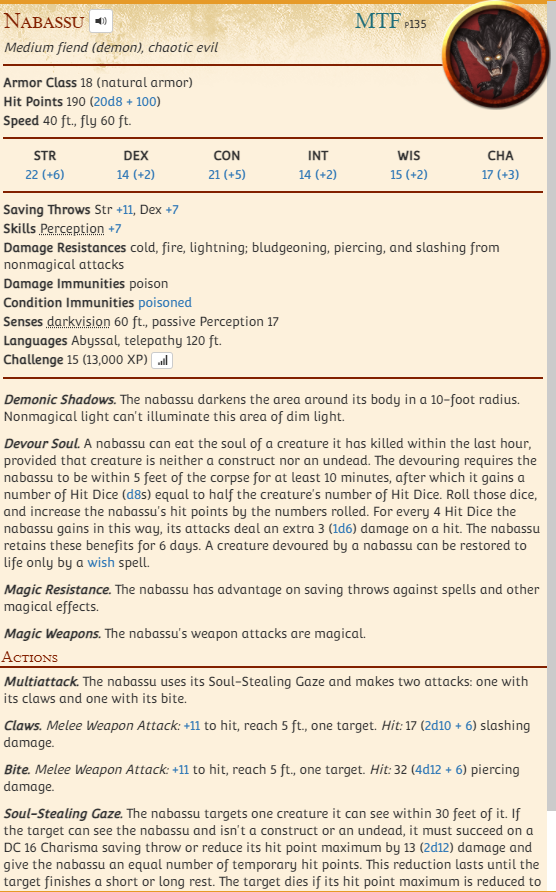 Nabassu MTF p135
Medium fiend (demon), chaotic evil
Armor Class 18 (natural armor)
Hit Points 190 (20d8 + 100)
Speed 40 ft., fly 60 ft.
STR DEX CON INT WIS CHA
22 (+6) 14 (+2) 21 (+5) 14 (+2) 15 (+2) 17 (+3)
Saving Throws Str +11, Dex +7
Skills Perception +7
Damage Resistances cold, fire, lightning; bludgeoning, piercing, and slashing from
nonmagical attacks
Damage Immunities poison
Condition Immunities poisoned
Senses darkvision 60 ft., passive Perception 17
Languages Abyssal, telepathy 120 ft.
Challenge 15 (13,000 XP)
Demonic Shadows. The nabassu darkens the area around its body in a 10-foot radius.
Nonmagical light can't illuminate this area of dim light.
Devour Soul. A nabassu can eat the soul of a creature it has killed within the last hour,
provided that creature is neither a construct nor an undead. The devouring requires the
nabassu to be within 5 feet of the corpse for at least 10 minutes, after which it gains a
number of Hit Dice (d8s) equal to half the creature's number of Hit Dice. Roll those dice,
and increase the nabassu's hit points by the numbers rolled. For every 4 Hit Dice the
nabassu gains in this way, its attacks deal an extra 3 (1d6) damage on a hit. The nabassu
retains these benefits for 6 days. A creature devoured by a nabassu can be restored to
life only by a wish spell.
Magic Resistance. The nabassu has advantage on saving throws against spells and other
magical effects.
Magic Weapons. The nabassu's weapon attacks are magical.
Actions
Multiattack. The nabassu uses its Soul-Stealing Gaze and makes two attacks: one with
its claws and one with its bite.
Claws. Melee Weapon Attack: +11 to hit, reach 5 ft., one target. Hit: 17 (2d10 + 6) slashing
damage.
Bite. Melee Weapon Attack: +11 to hit, reach 5 ft., one target. Hit: 32 (4d12 + 6) piercing
damage.
Soul-Stealing Gaze. The nabassu targets one creature it can see within 30 feet of it. If
the target can see the nabassu and isn't a construct or an undead, it must succeed on a
DC 16 Charisma saving throw or reduce its hit point maximum by 13 (2d12) damage and
give the nabassu an equal number of temporary hit points. This reduction lasts until the
target finishes a short or long rest. The target dies if its hit point maximum is reduced to